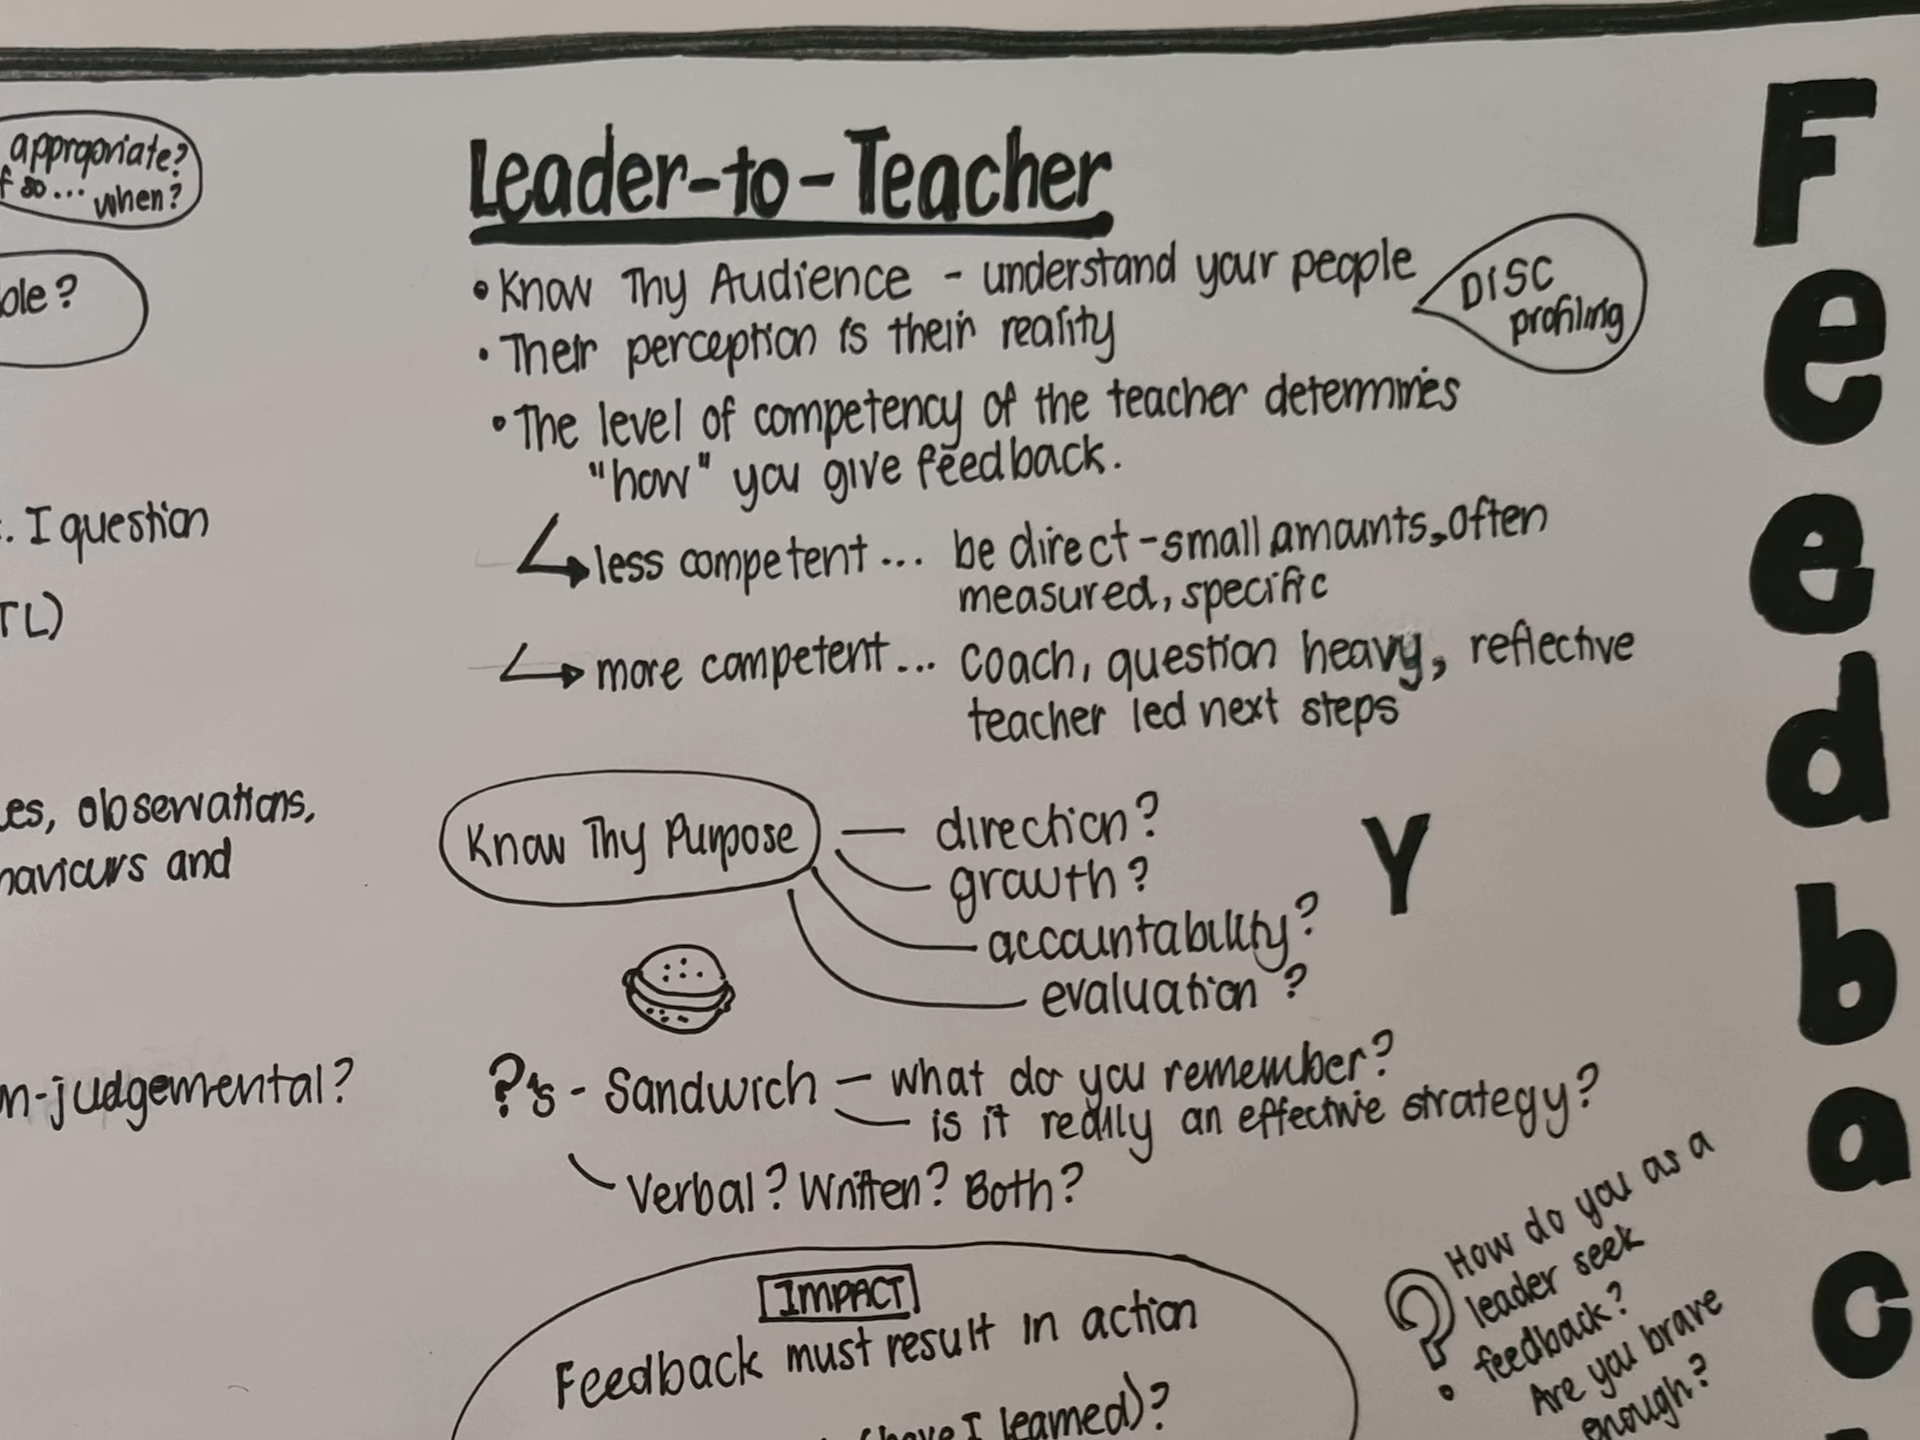 appropriate?
so... when?
ole?
. I question
TL)
es, observations,
haviours and
n-judgemental?
Leader-to-Teacher
• Know Thy Audience - understand your people
DISC
profiling
• Their perception is their reality
• The level of competency of the teacher determines
"how" you give feedback.
less competent... be direct - small amounts, often
measured, specific
more competent... coach, question heavy, reflective
teacher led next steps
Know Thy Purpose
direction?
growth?
accountability?
evaluation?
Y
?'s - Sandwich - what do you remember?
is it really an effective strategy?
Verbal? Written? Both?
IMPACT
Feedback must result in action
(have I learned)?
? How do you as a
leader seek
feedback?
Are you brave
enough?
Feedbac